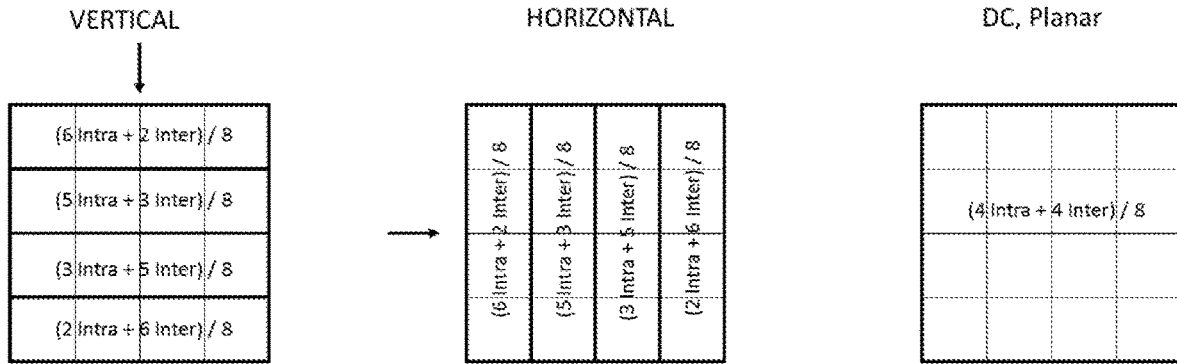 VERTICAL
(6 Intra + 2 Inter) / 8
(5 Intra + 3 Inter) / 8
(3 Intra + 5 Inter) / 8
(2 Intra + 6 Inter) / 8
HORIZONTAL
(6 Intra + 2 Inter) / 8
(5 Intra + 3 Inter) / 8
(3 Intra + 5 Inter) / 8
(2 Intra + 6 Inter) / 8
DC, Planar
(4 Intra + 4 Inter) / 8